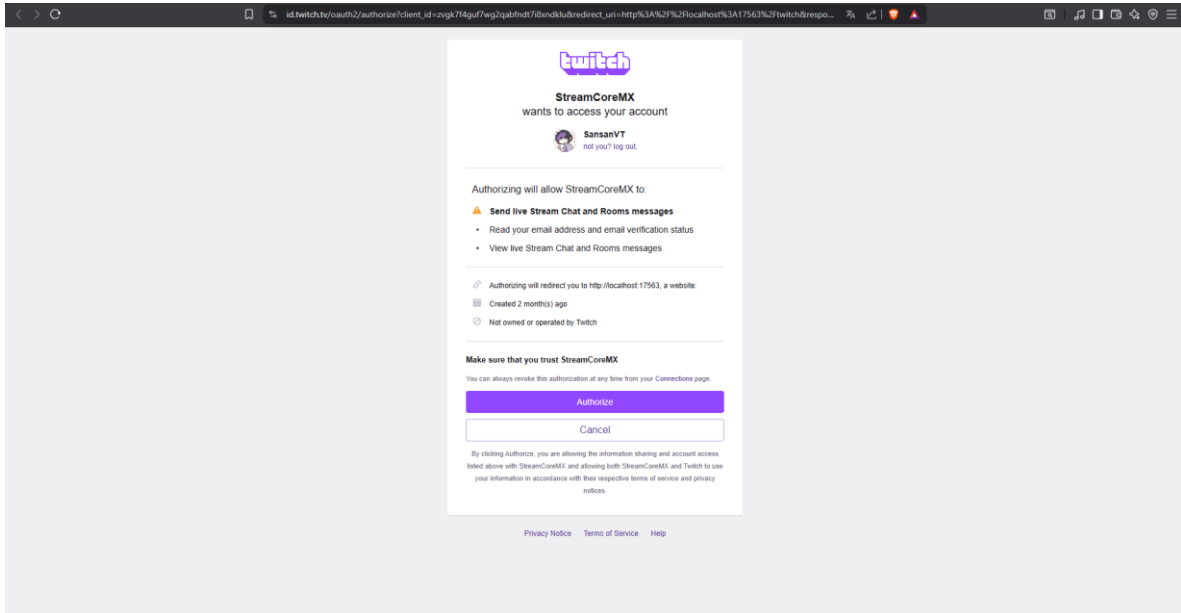 id.twitch.tv/oauth2/authorize?client_id=zvgk7f4guf7wg2qabfndt7i8xndklu&redirect_uri=http%3A%2F%2Flocalhost%3A17563%2Ftwitch&respo...
twitch
StreamCoreMX
wants to access your account
SansanVT
not you? log out.
Authorizing will allow StreamCoreMX to:
Send live Stream Chat and Rooms messages
• Read your email address and email verification status
• View live Stream Chat and Rooms messages
Authorizing will redirect you to http://localhost:17563, a website:
Created 2 month(s) ago
Not owned or operated by Twitch
Make sure that you trust StreamCoreMX
You can always revoke this authorization at any time from your Connections page.
Authorize
Cancel
By clicking Authorize, you are allowing the information sharing and account access
listed above with StreamCoreMX and allowing both StreamCoreMX and Twitch to use
your information in accordance with their respective terms of service and privacy
notices.
Privacy Notice Terms of Service Help